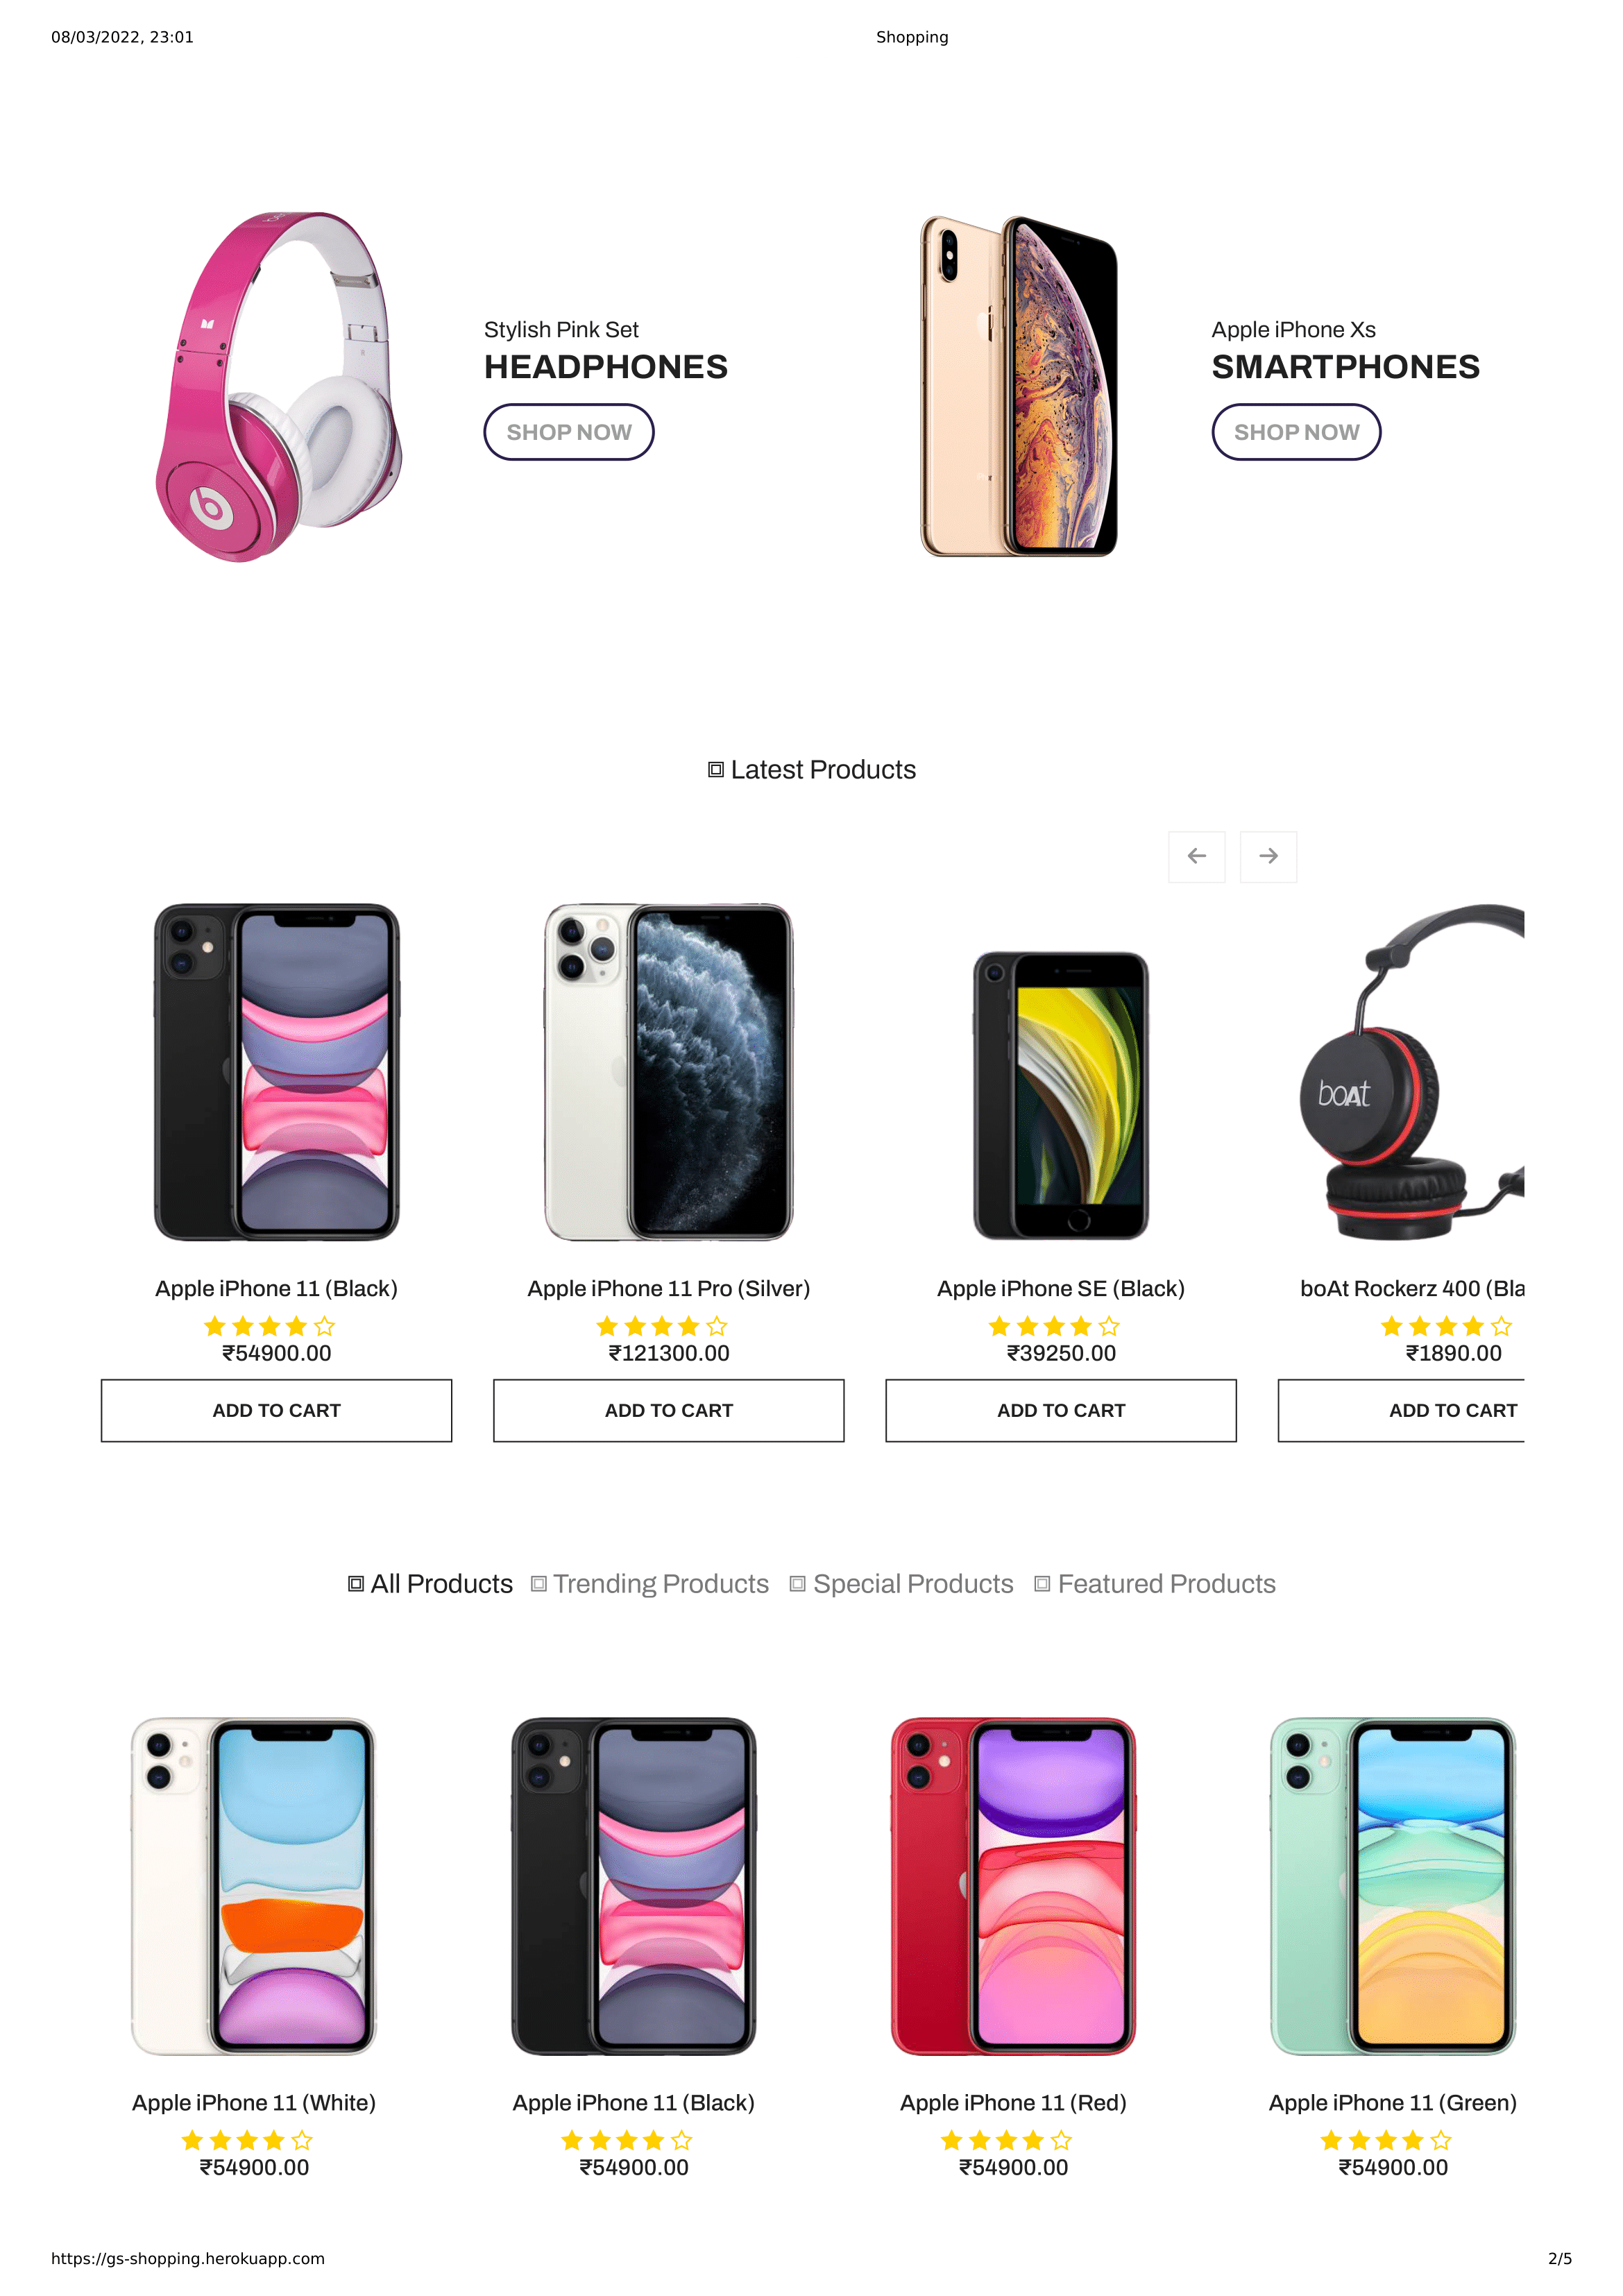 08/03/2022, 23:01 Shopping
Stylish Pink Set
HEADPHONES
SHOP NOW
Apple iPhone Xs
SMARTPHONES
SHOP NOW
Latest Products
boAt
Apple iPhone 11 (Black) Apple iPhone 11 Pro (Silver) Apple iPhone SE (Black) boAt Rockerz 400 (Bla
₹54900.00 ₹121300.00 ₹39250.00 ₹1890.00
ADD TO CART ADD TO CART ADD TO CART ADD TO CART
All Products Trending Products Special Products Featured Products
Apple iPhone 11 (White) Apple iPhone 11 (Black) Apple iPhone 11 (Red) Apple iPhone 11 (Green)
₹54900.00 ₹54900.00 ₹54900.00 ₹54900.00
https://gs-shopping.herokuapp.com 2/5